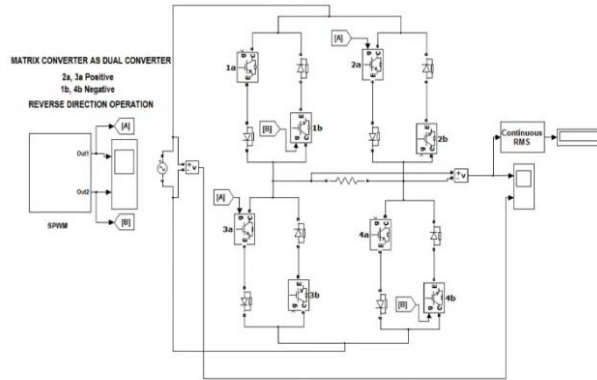 MATRIX CONVERTER AS DUAL CONVERTER
2a, 3a Positive
1b, 4b Negative
REVERSE DIRECTION OPERATION
[A]
Out1
Out2
[B]
SPWM
+ v
-
1a
g C
E
[B]
1b
[A]
2a
2b
+ v
-
Continuous
RMS
[A]
3a
3b
4a
[B]
4b